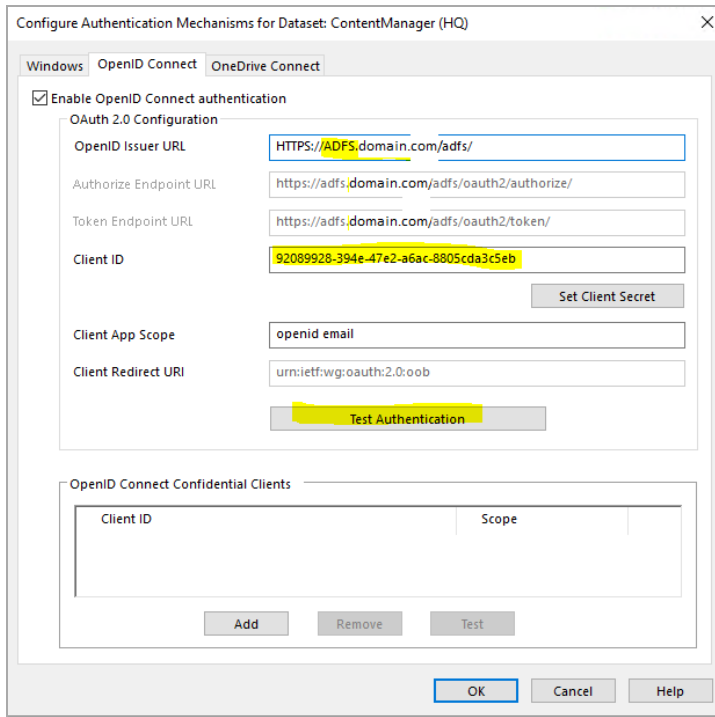 Configure Authentication Mechanisms for Dataset: ContentManager (HQ)
Windows OpenID Connect OneDrive Connect
Enable OpenID Connect authentication
OAuth 2.0 Configuration
OpenID Issuer URL HTTPS://ADFS.domain.com/adfs/
Authorize Endpoint URL https://adfs.domain.com/adfs/oauth2/authorize/
Token Endpoint URL https://adfs.domain.com/adfs/oauth2/token/
Client ID 92089928-394e-47e2-a6ac-8805cda3c5eb
Set Client Secret
Client App Scope openid email
Client Redirect URI urn:ietf:wg:oauth:2.0:oob
Test Authentication
OpenID Connect Confidential Clients
Client ID Scope
Add Remove Test
OK Cancel Help